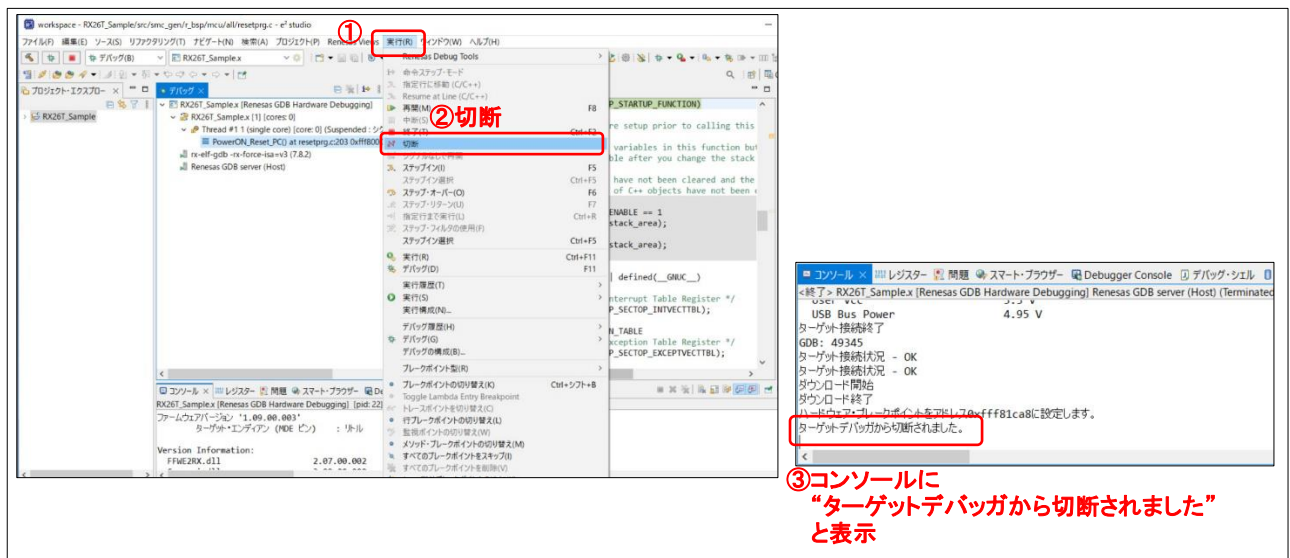 workspace - RX26T_Sample/src/smc_gen/r_bsp/mcu/all/resetprg.c - e² studio
①
ファイル(F) 編集(E) ソース(S) リファクタリング(T) ナビゲート(N) 検索(A) プロジェクト(P) Renesas Views 実行(R) ウィンドウ(W) ヘルプ(H)
デバッグ(B) RX26T_Sample.x
プロジェクト・エクスプロー
RX26T_Sample
デバッグ
RX26T_Sample.x [Renesas GDB Hardware Debugging]
RX26T_Sample.x [1] [cores: 0]
Thread #1 1 (single core) [core: 0] (Suspended :
PowerON_Reset_PC() at resetprg.c:203 0xfff800
rx-elf-gdb -rx-force-isa=v3 (7.8.2)
Renesas GDB server (Host)
Renesas Debug Tools
命令ステップ・モード
指定行に移動 (C/C++)
Resume at Line (C/C++)
再開(M) F8
②切断
中断(S)
終了(T) Ctrl+F2
切断
ステップイン(I) F5
ステップイン選択 Ctrl+F5
ステップ・オーバー(O) F6
ステップ・リターン(U) F7
指定行まで実行(L) Ctrl+R
ステップ・フィルタの使用(F)
ステップイン選択 Ctrl+F5
実行(R) Ctrl+F11
デバッグ(D) F11
実行履歴(T)
実行(S)
実行構成(N)...
デバッグ履歴(H)
デバッグ(G)
デバッグの構成(B)...
ブレークポイント型(R)
ブレークポイントの切り替え(K) Ctrl+シフト+B
Toggle Lambda Entry Breakpoint
トレースポイントを切り替え(C)
行ブレークポイントの切替え(L)
監視ポイントの切り替え(W)
メソッド・ブレークポイントの切り替え(M)
すべてのブレークポイントをスキップ(I)
すべてのブレークポイントを削除(V)
P_STARTUP_FUNCTION)
re setup prior to calling this
variables in this function but
ble after you change the stack
have not been cleared and the
of C++ objects have not been
ENABLE == 1
stack_area);
stack_area);
| defined(__GNUC__)
nterrupt Table Register */
P_SECTOP_INTVECTTBL);
N_TABLE
xception Table Register */
P_SECTOP_EXCEPTVECTTBL);
コンソール レジスター 問題 スマート・ブラウザー De
RX26T_Sample.x [Renesas GDB Hardware Debugging] [pid: 22]
ファームウェアバージョン '1.09.00.003'
ターゲット・エンディアン (MDE ピン) : リトル
Version Information:
FFWE2RX.dll 2.07.00.002
コンソール レジスター 問題 スマート・ブラウザー Debugger Console デバッグ・シェル
<終了> RX26T_Sample.x [Renesas GDB Hardware Debugging] Renesas GDB server (Host) (Terminated
User Vcc 3.3 V
USB Bus Power 4.95 V
ターゲット接続終了
GDB: 49345
ターゲット接続状況 - OK
ターゲット接続状況 - OK
ダウンロード開始
ダウンロード終了
ハードウェア・ブレークポイントをアドレス0xfff81ca8に設定します。
ターゲットデバッガから切断されました。
③コンソールに
“ターゲットデバッガから切断されました”
と表示